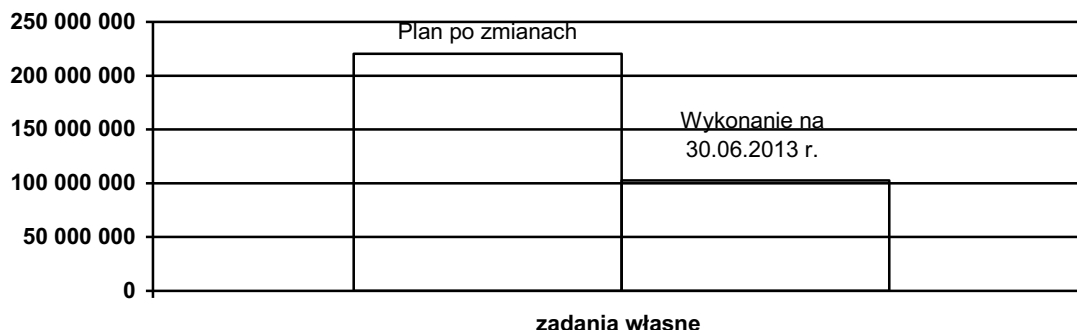 250 000 000
Plan po zmianach
200 000 000
150 000 000
Wykonanie na
30.06.2013 r.
100 000 000
50 000 000
0
zadania własne